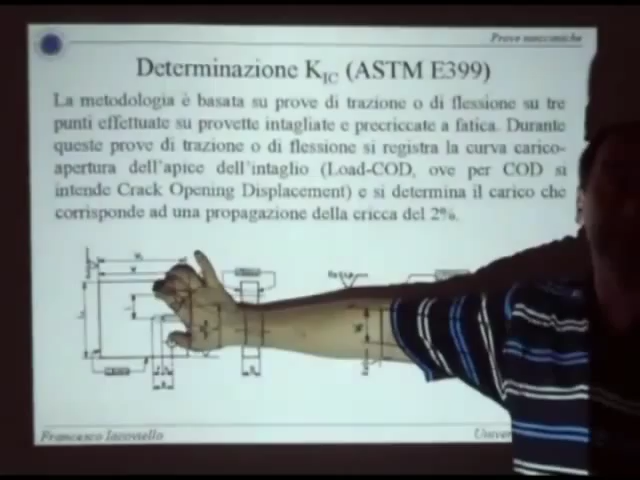 Prove meccaniche
Determinazione KIC (ASTM E399)
La metodologia è basata su prove di trazione o di flessione su tre
punti effettuate su provette intagliate e precriccate a fatica. Durante
queste prove di trazione o di flessione si registra la curva carico-
apertura dell'apice dell'intaglio (Load-COD, ove per COD si
intende Crack Opening Displacement) e si determina il carico che
corrisponde ad una propagazione della cricca del 2%.
Francesco Iacoviello